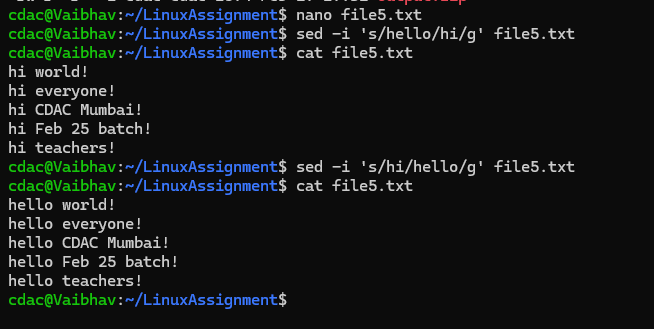 cdac@Vaibhav:~/LinuxAssignment$ nano file5.txt
cdac@Vaibhav:~/LinuxAssignment$ sed -i 's/hello/hi/g' file5.txt
cdac@Vaibhav:~/LinuxAssignment$ cat file5.txt
hi world!
hi everyone!
hi CDAC Mumbai!
hi Feb 25 batch!
hi teachers!
cdac@Vaibhav:~/LinuxAssignment$ sed -i 's/hi/hello/g' file5.txt
cdac@Vaibhav:~/LinuxAssignment$ cat file5.txt
hello world!
hello everyone!
hello CDAC Mumbai!
hello Feb 25 batch!
hello teachers!
cdac@Vaibhav:~/LinuxAssignment$